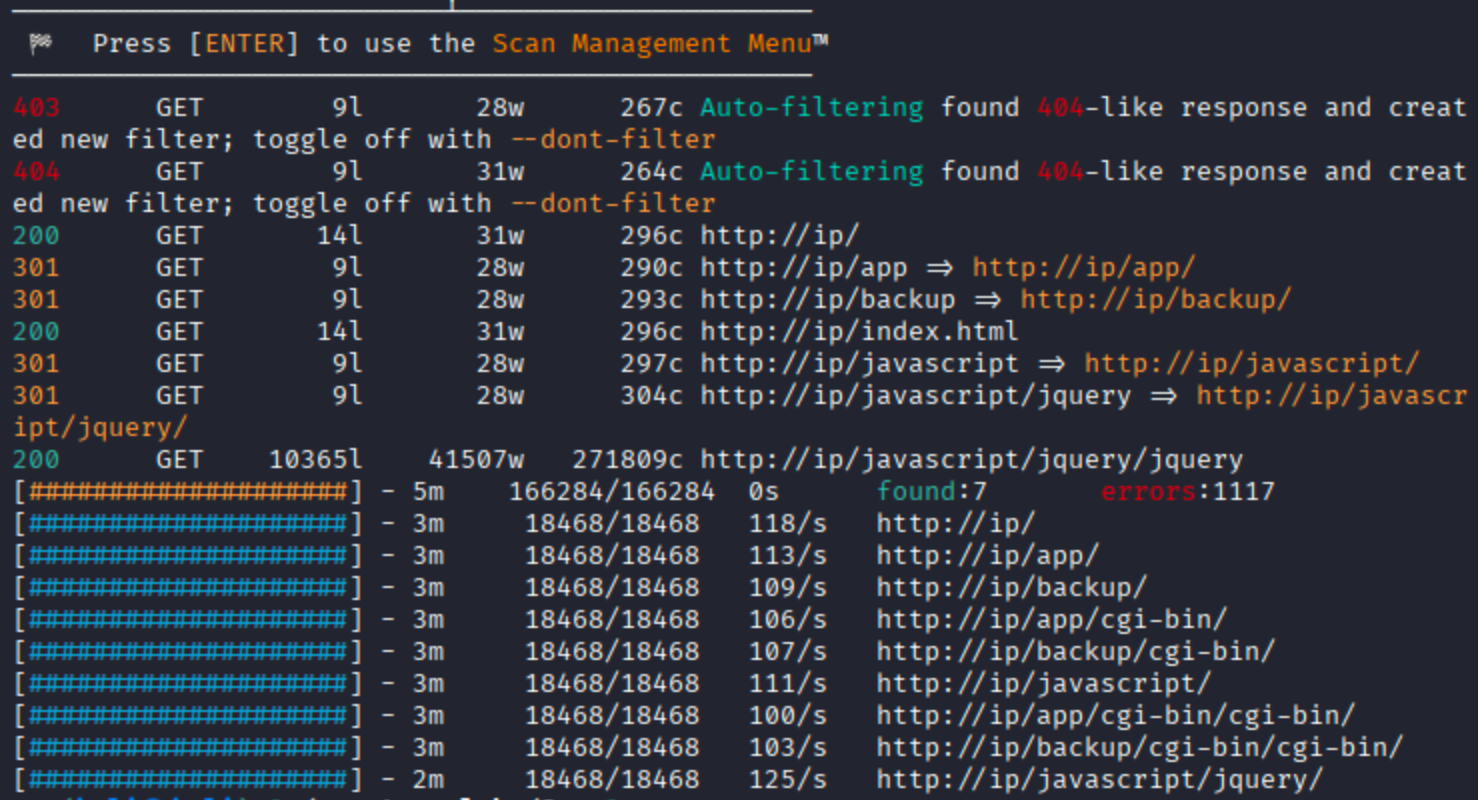 Press [ENTER] to use the Scan Management Menu™
403 GET 9l 28w 267c Auto-filtering found 404-like response and creat
ed new filter; toggle off with --dont-filter
404 GET 9l 31w 264c Auto-filtering found 404-like response and creat
ed new filter; toggle off with --dont-filter
200 GET 14l 31w 296c http://ip/
301 GET 9l 28w 290c http://ip/app => http://ip/app/
301 GET 9l 28w 293c http://ip/backup => http://ip/backup/
200 GET 14l 31w 296c http://ip/index.html
301 GET 9l 28w 297c http://ip/javascript => http://ip/javascript/
301 GET 9l 28w 304c http://ip/javascript/jquery => http://ip/javascr
ipt/jquery/
200 GET 10365l 41507w 271809c http://ip/javascript/jquery/jquery
[####################] - 5m 166284/166284 0s found:7 errors:1117
[####################] - 3m 18468/18468 118/s http://ip/
[####################] - 3m 18468/18468 113/s http://ip/app/
[####################] - 3m 18468/18468 109/s http://ip/backup/
[####################] - 3m 18468/18468 106/s http://ip/app/cgi-bin/
[####################] - 3m 18468/18468 107/s http://ip/backup/cgi-bin/
[####################] - 3m 18468/18468 111/s http://ip/javascript/
[####################] - 3m 18468/18468 100/s http://ip/app/cgi-bin/cgi-bin/
[####################] - 3m 18468/18468 103/s http://ip/backup/cgi-bin/cgi-bin/
[####################] - 2m 18468/18468 125/s http://ip/javascript/jquery/